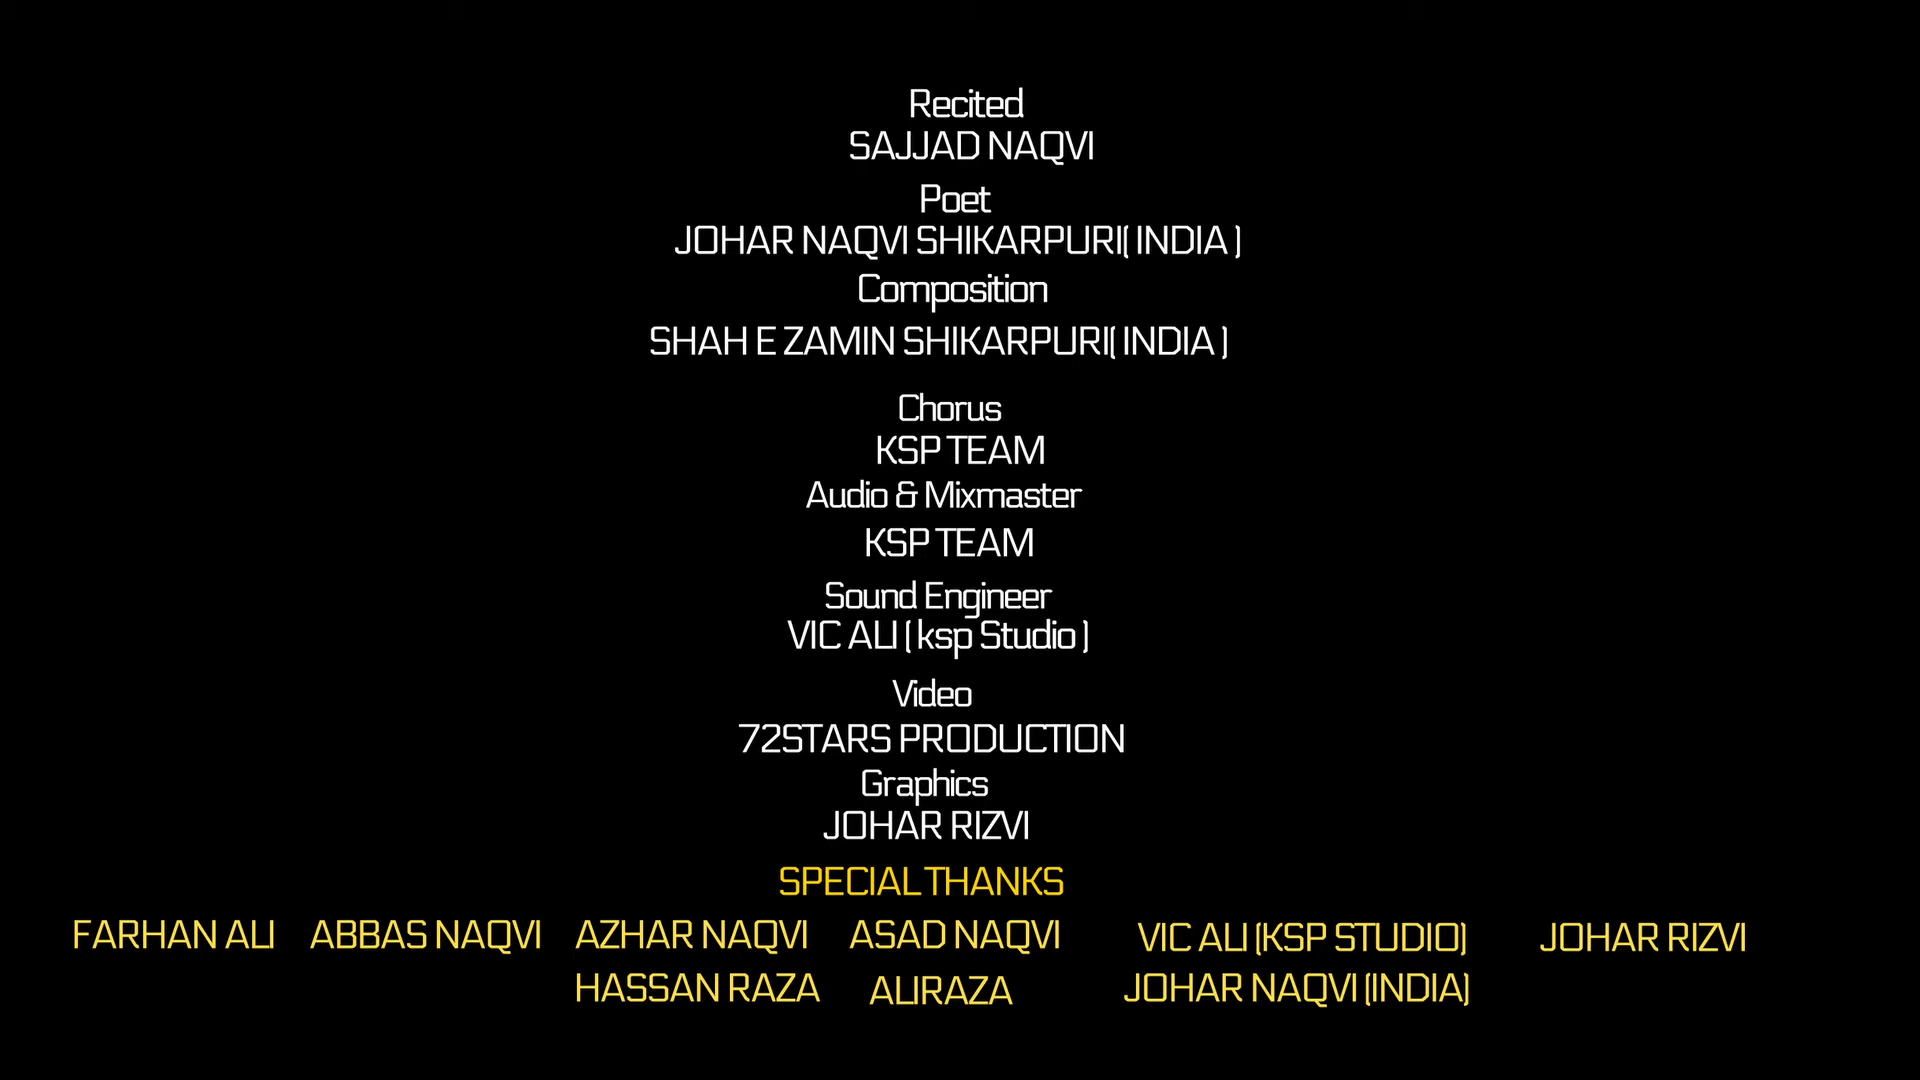 Recited
SAJJAD NAQVI
Poet
JOHAR NAQVI SHIKARPURI( INDIA )
Composition
SHAH E ZAMIN SHIKARPURI( INDIA )
Chorus
KSP TEAM
Audio & Mixmaster
KSP TEAM
Sound Engineer
VIC ALI ( ksp Studio )
Video
72STARS PRODUCTION
Graphics
JOHAR RIZVI
SPECIAL THANKS
FARHAN ALI ABBAS NAQVI AZHAR NAQVI ASAD NAQVI VIC ALI (KSP STUDIO) JOHAR RIZVI
HASSAN RAZA ALIRAZA JOHAR NAQVI (INDIA)